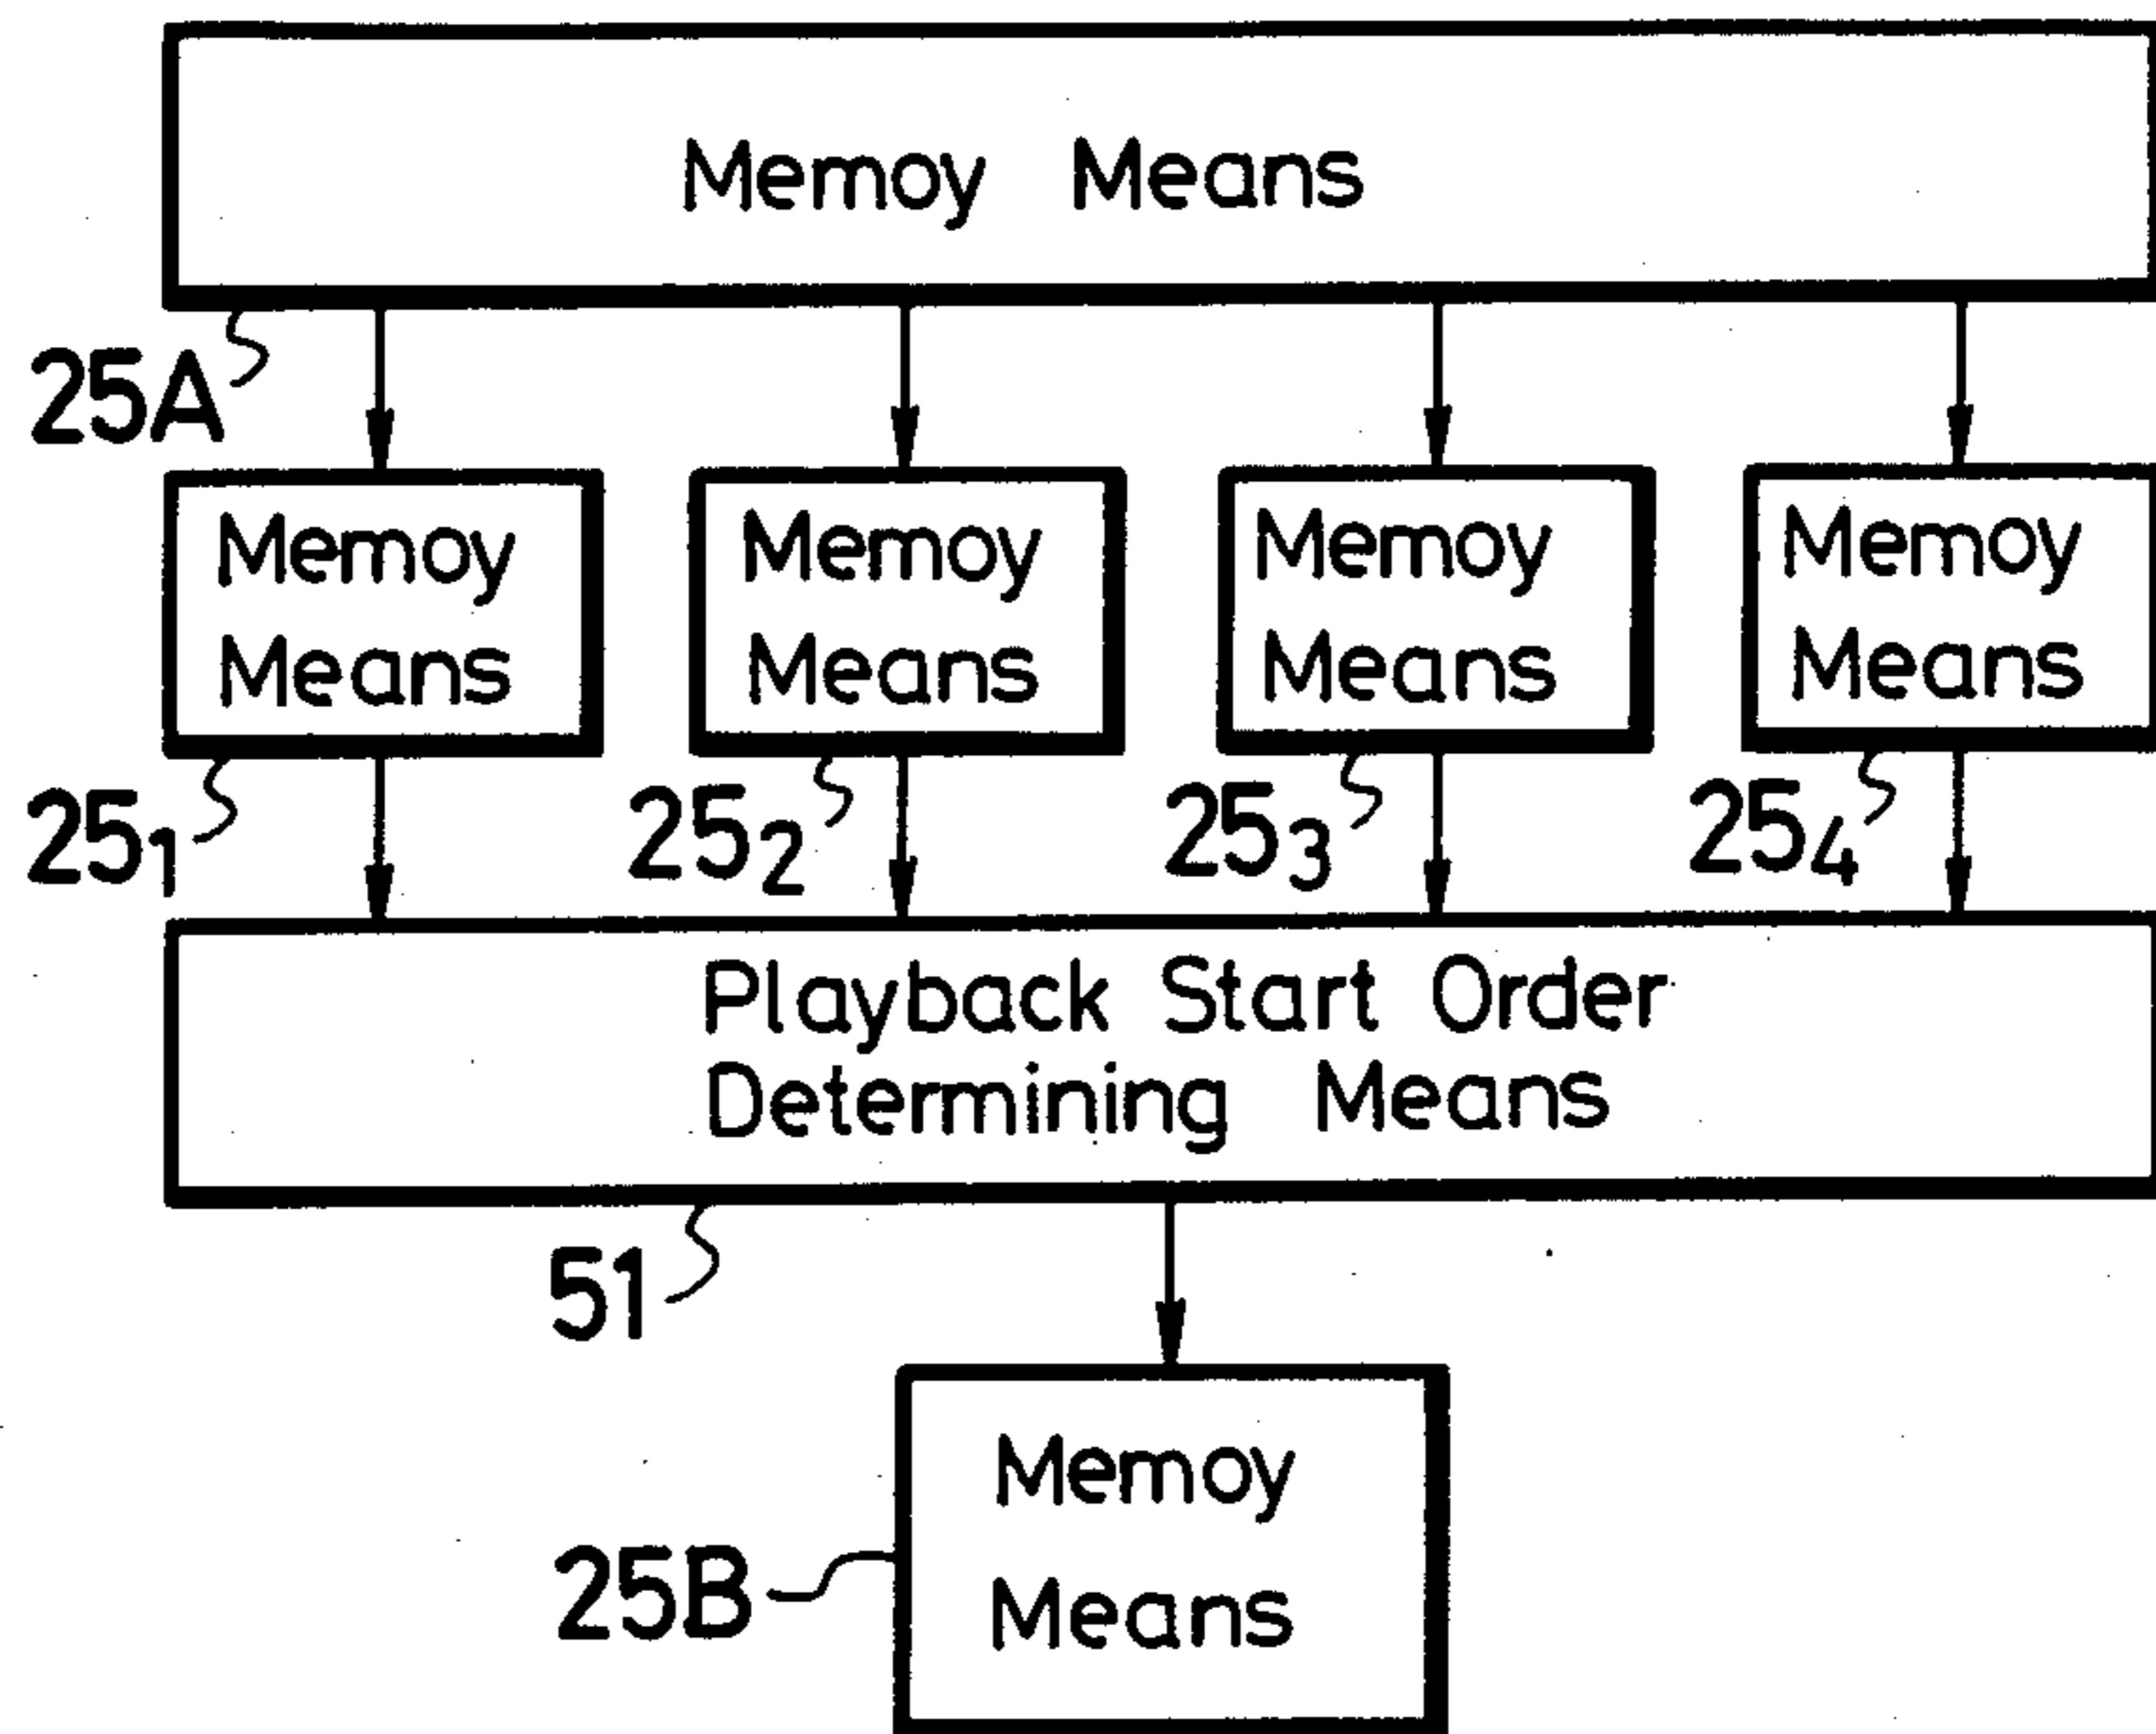 Memoy Means
25A
Memoy
Means
Memoy
Means
Memoy
Means
Memoy
Means
25₁
25₂
25₃
25₄
Playback Start Order
Determining Means
51
Memoy
Means
25B